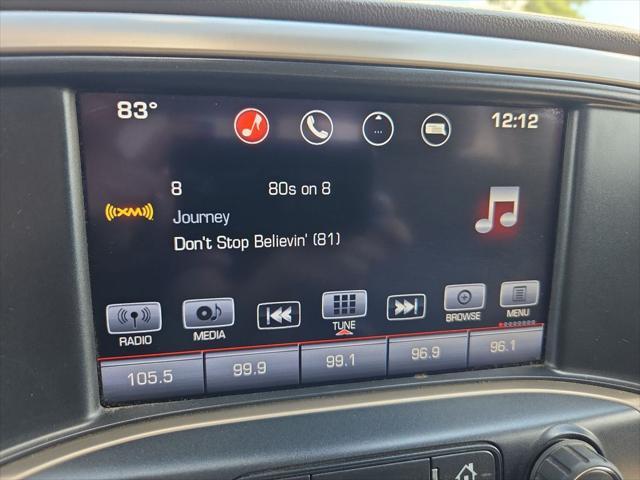 83°
12:12
8 80s on 8
((•XM•))
Journey
Don't Stop Believin' (81)
RADIO MEDIA TUNE BROWSE MENU
105.5 99.9 99.1 96.9 96.1